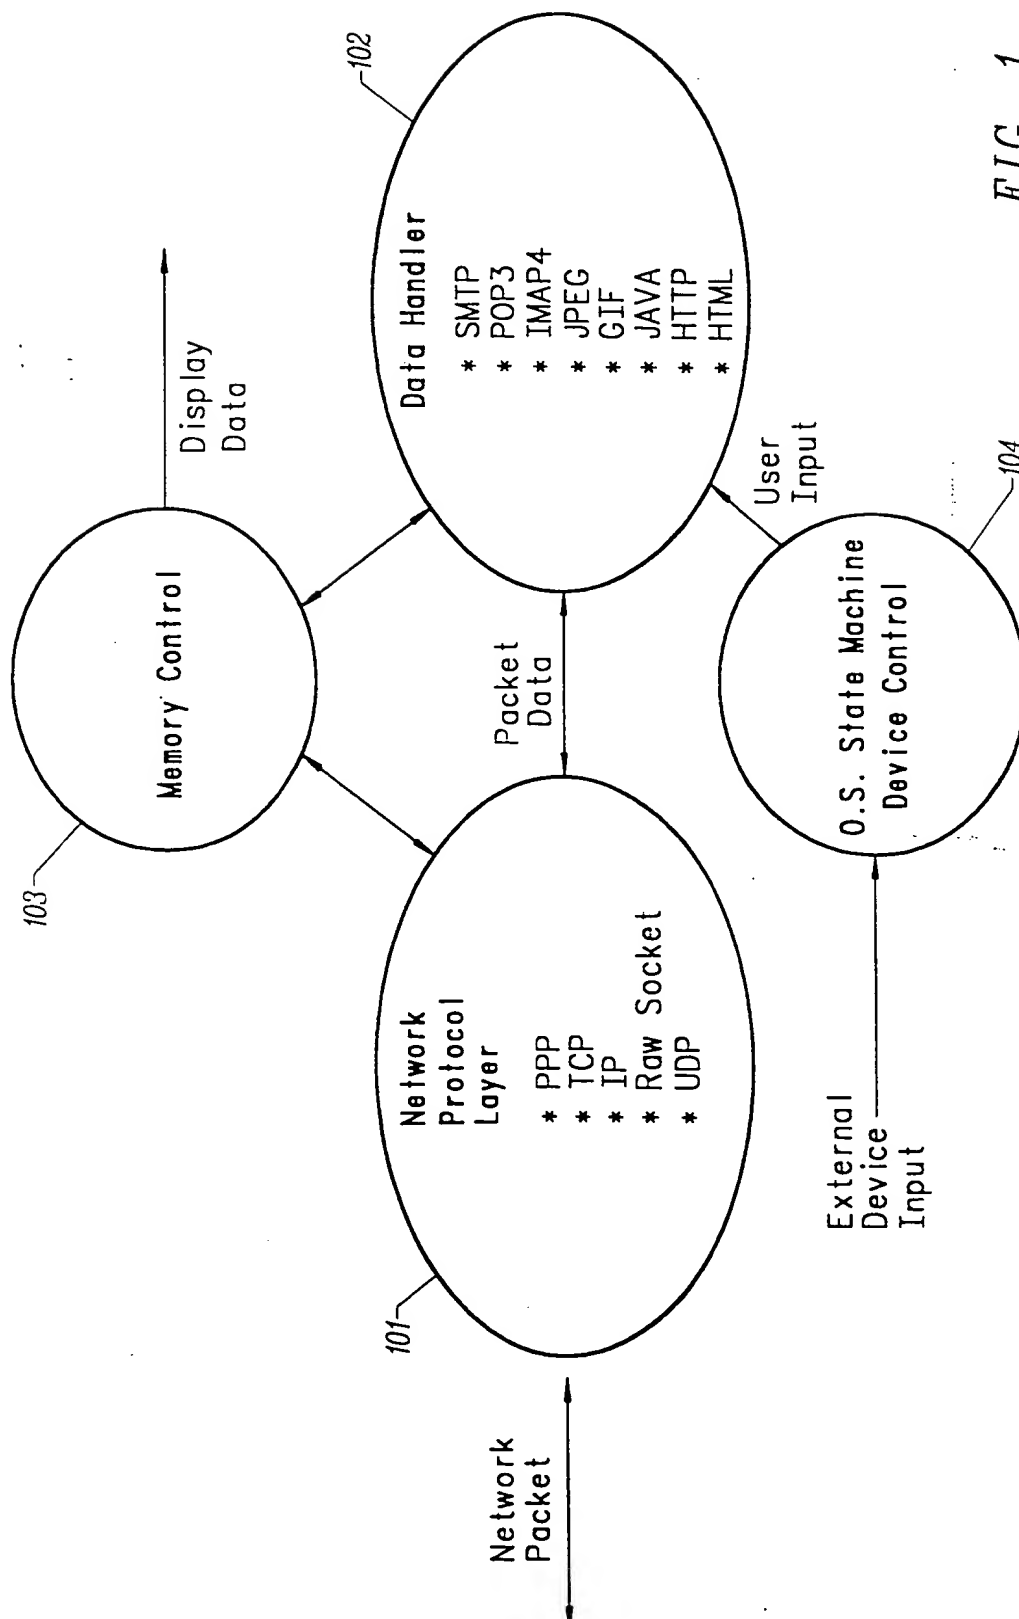 103
Memory Control
Display
Data
102
Data Handler
* SMTP
* POP3
* IMAP4
* JPEG
* GIF
* JAVA
* HTTP
* HTML
101
Network
Protocol
Layer
* PPP
* TCP
* IP
* Raw Socket
* UDP
Network
Packet
Packet
Data
User
Input
External
Device
Input
O.S. State Machine
Device Control
104
FIG. 1